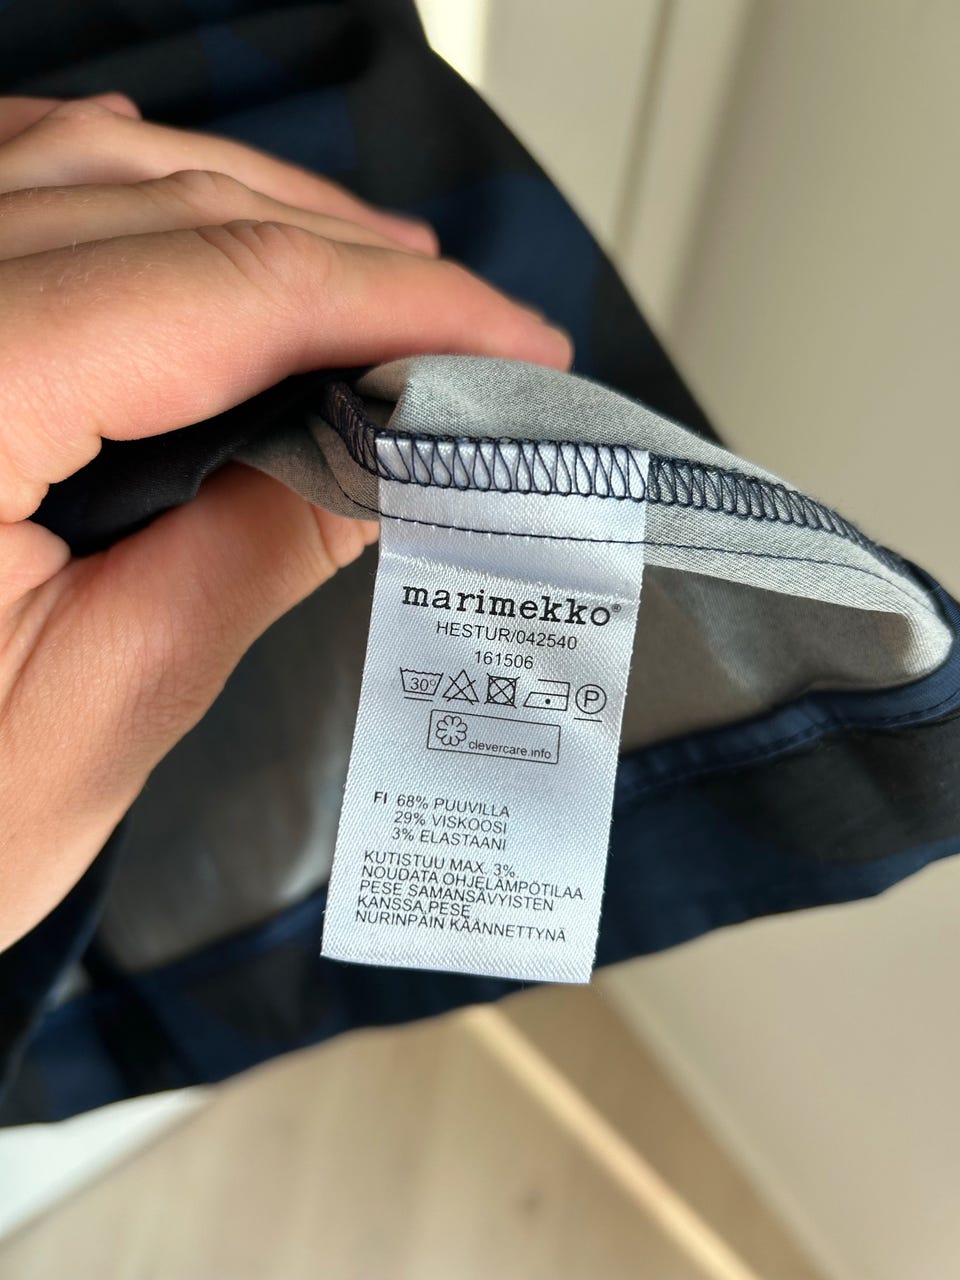 marimekko®
HESTUR/042540
161506
30° P
clevercare.info
FI 68% PUUVILLA
29% VISKOOSI
3% ELASTAANI
KUTISTUU MAX. 3%.
NOUDATA OHJELÄMPÖTILAA.
PESE SAMANSÄVYISTEN
KANSSA.PESE
NURINPÄIN KÄÄNNETTYNÄ